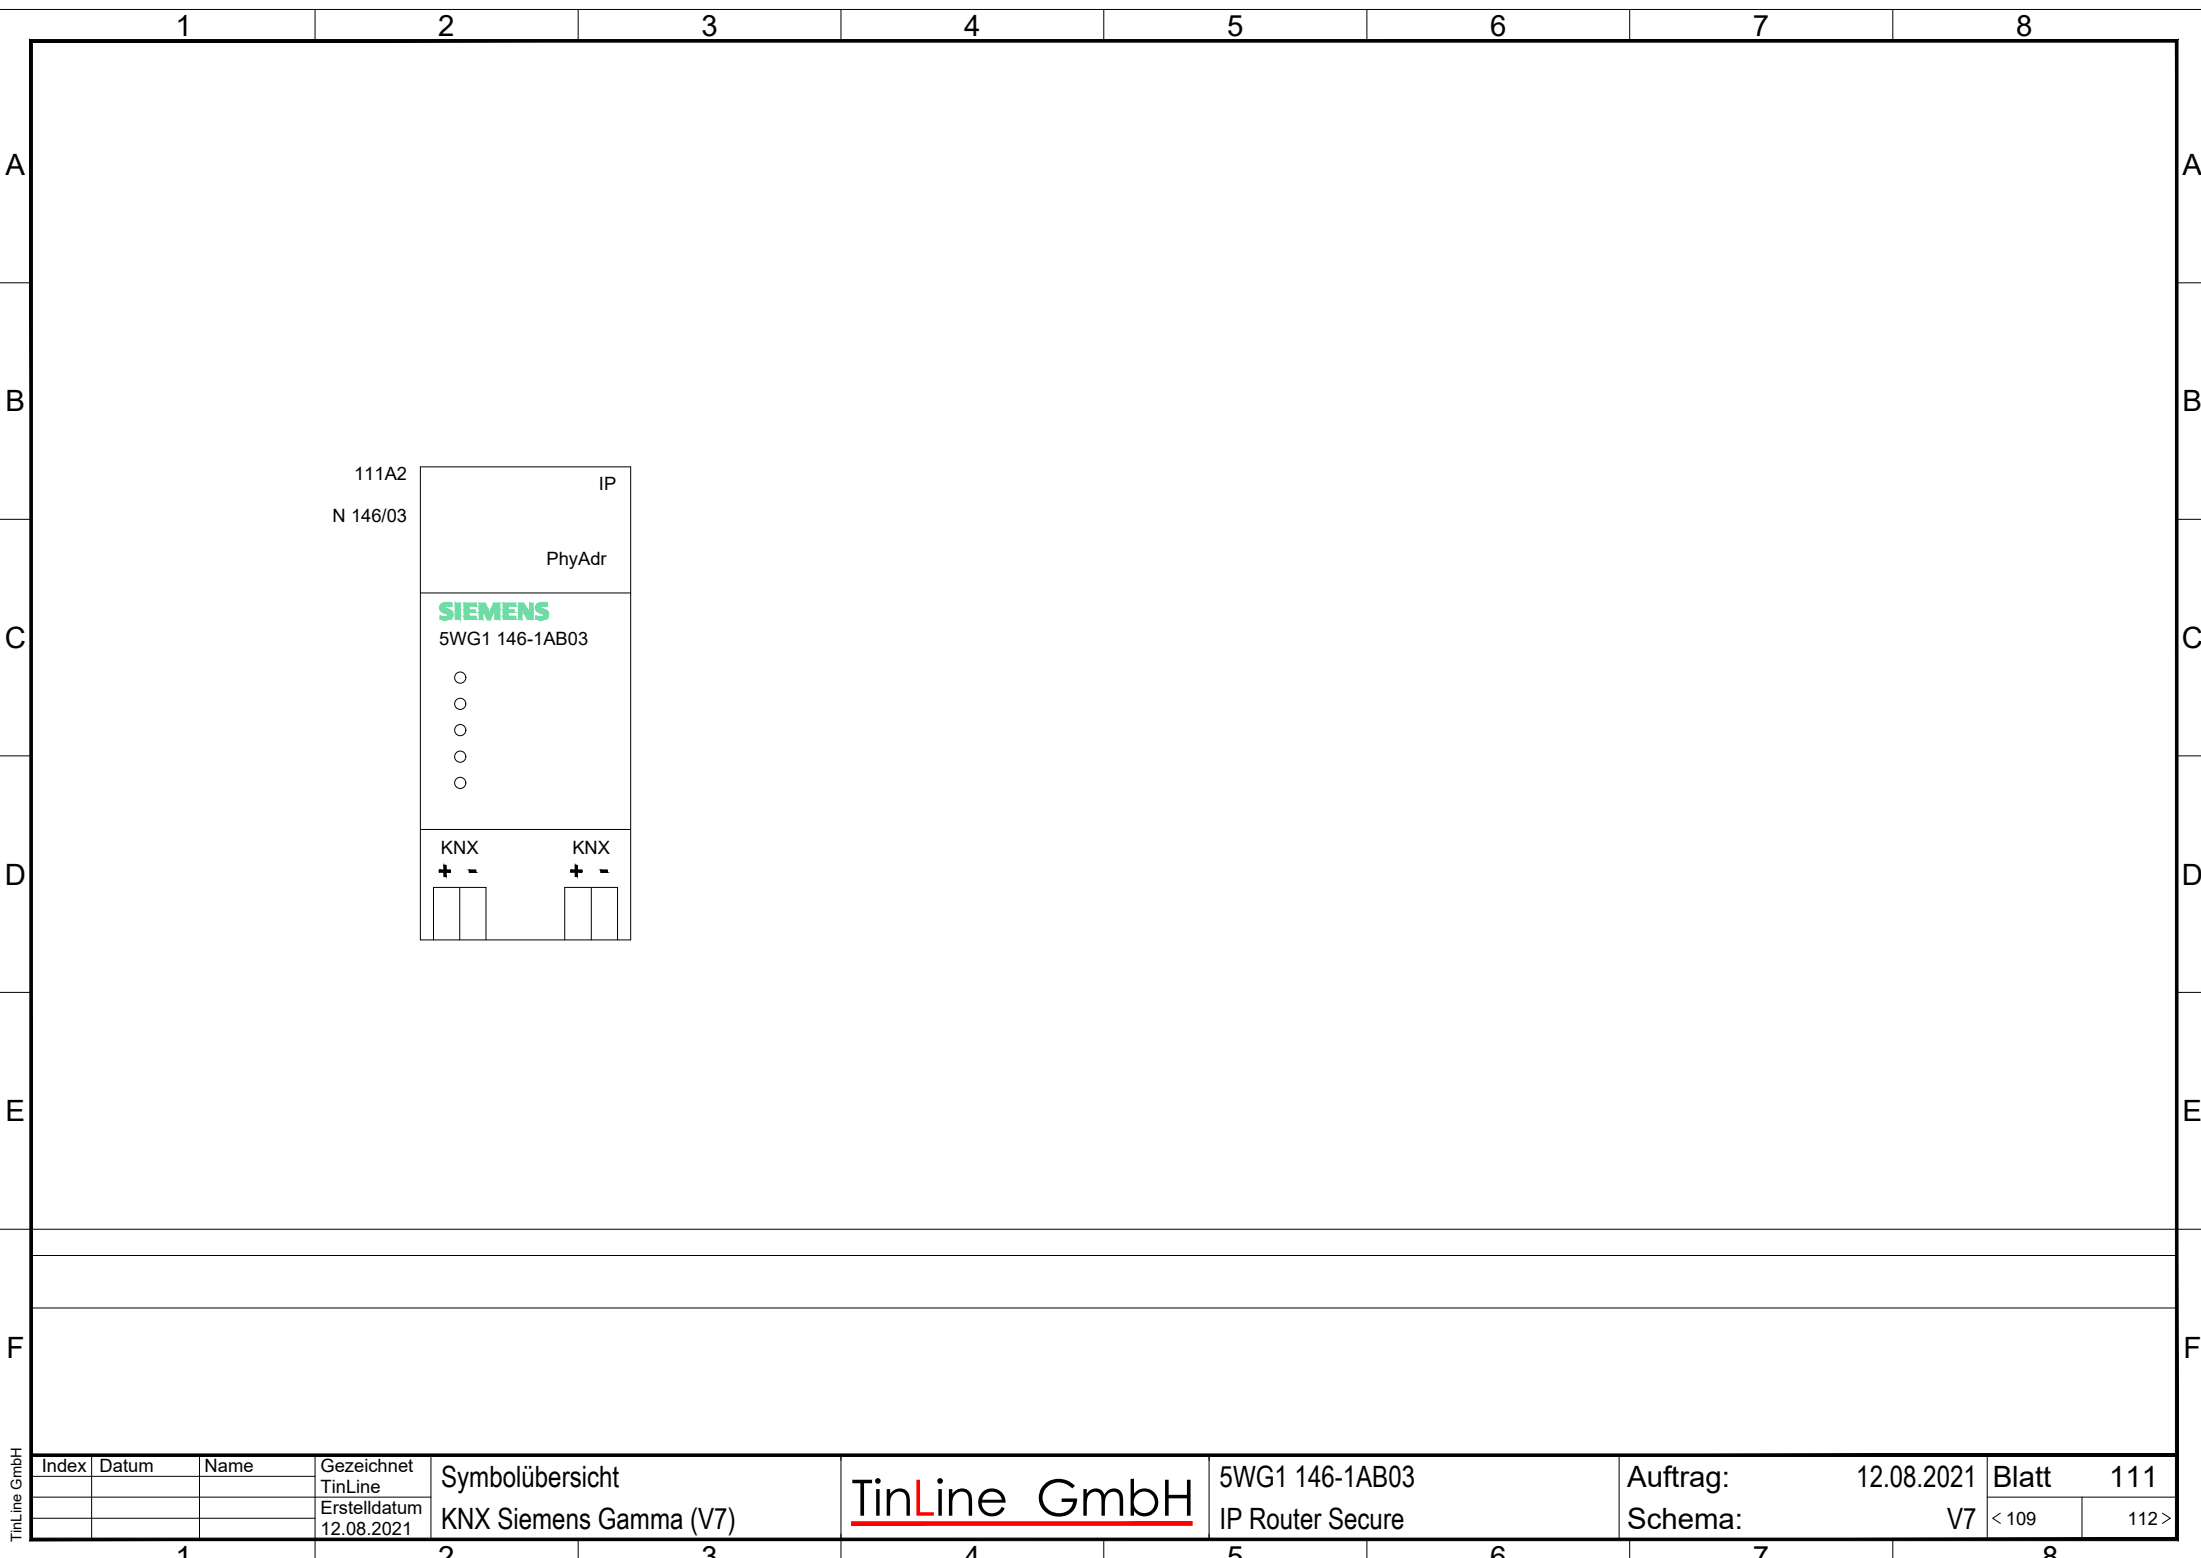 1 2 3 4 5 6 7 8
A A
B B
111A2
IP
N 146/03
PhyAdr
SIEMENS
5WG1 146-1AB03
C C
KNX KNX
+ - + -
D D
E E
F F
TinLine GmbH
Index Datum Name
Gezeichnet
TinLine
Erstelldatum
12.08.2021
Symbolübersicht
KNX Siemens Gamma (V7)
TinLine GmbH
5WG1 146-1AB03
IP Router Secure
Auftrag: 12.08.2021
Schema: V7
Blatt 111
< 109 112 >
1 2 3 4 5 6 7 8